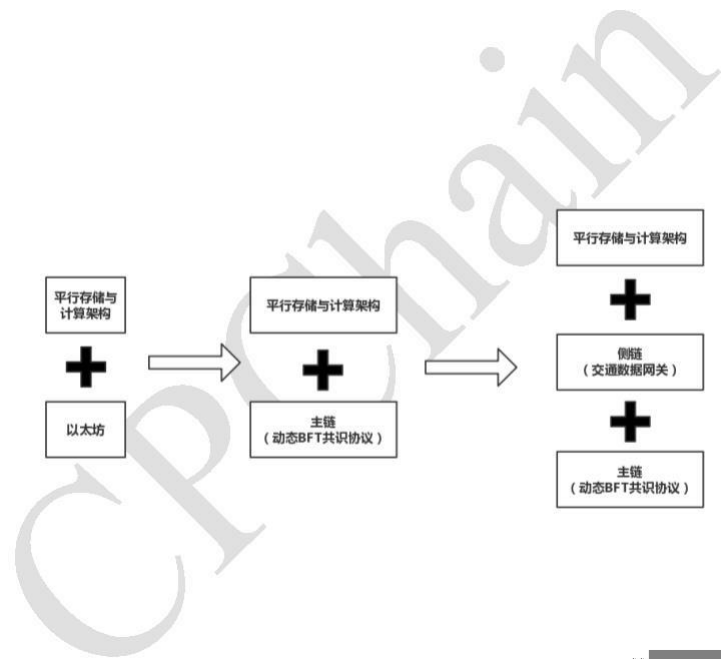 CPChain
平行存储与
计算架构
以太坊
平行存储与计算架构
主链
（动态BFT共识协议）
平行存储与计算架构
侧链
（交通数据网关）
主链
（动态BFT共识协议）